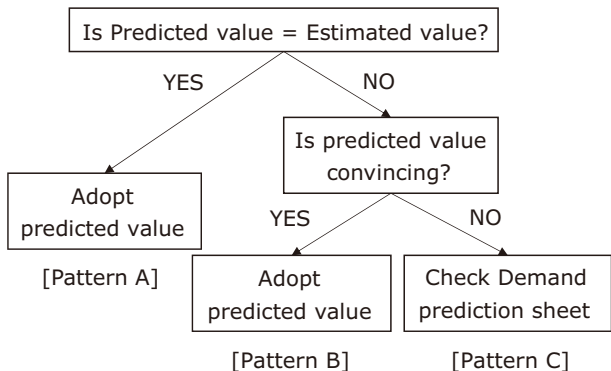 Is Predicted value = Estimated value?
YES
NO
Is predicted value
convincing?
Adopt
predicted value
[Pattern A]
YES
NO
Adopt
predicted value
[Pattern B]
Check Demand
prediction sheet
[Pattern C]